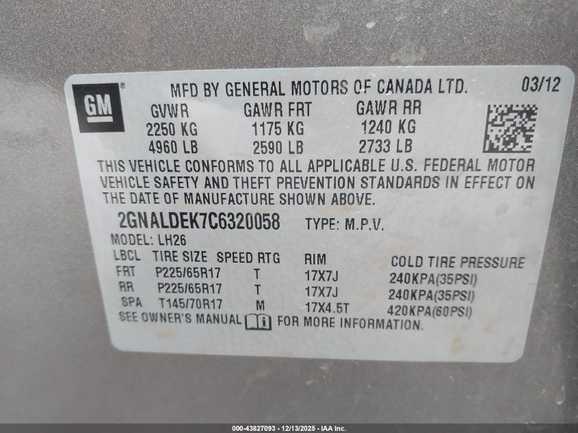 GM
MFD BY GENERAL MOTORS OF CANADA LTD. 03/12
GVWR GAWR FRT GAWR RR
2250 KG 1175 KG 1240 KG
4960 LB 2590 LB 2733 LB
THIS VEHICLE CONFORMS TO ALL APPLICABLE U.S. FEDERAL MOTOR
VEHICLE SAFETY AND THEFT PREVENTION STANDARDS IN EFFECT ON
THE DATE OF MANUFACTURE SHOWN ABOVE.
2GNALDEK7C6320058 TYPE: M.P.V.
MODEL: LH26
LBCL TIRE SIZE SPEED RTG RIM COLD TIRE PRESSURE
FRT P225/65R17 T 17X7J 240KPA(35PSI)
RR P225/65R17 T 17X7J 240KPA(35PSI)
SPA T145/70R17 M 17X4.5T 420KPA(60PSI)
SEE OWNER'S MANUAL FOR MORE INFORMATION.
000-43827093 - 12/13/2025 - IAA Inc.